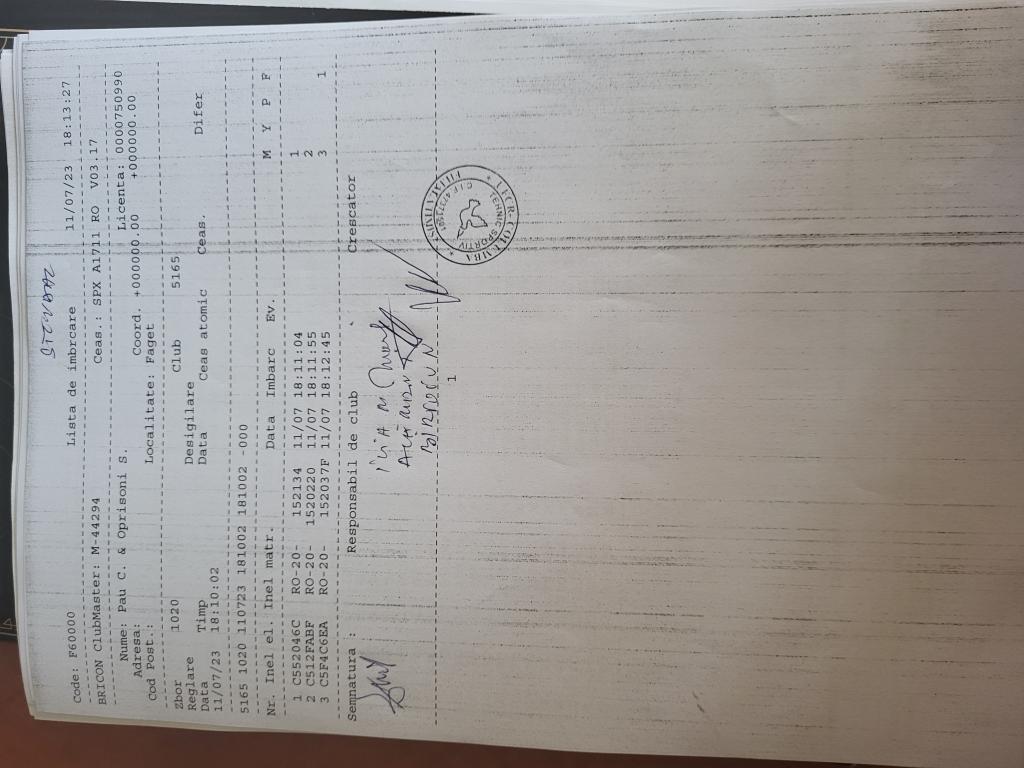 STANDAR
Code: F60000 Lista de imbrcare 11/07/23 18:13:27
BRICON ClubMaster: M-44294 Ceas.: SPX A1711 RO V03.17
Nume: Pau C. & Oprisoni S. Licenta: 0000750990
Adresa: Coord. +000000.00 +000000.00
Cod Post.: Localitate: Faget
Zbor 1020 Club 5165
Reglare Desigilare
Data Timp Data Ceas atomic Ceas. Difer
11/07/23 18:10:02
5165 1020 110723 181002 181002 -000
Nr. Inel el. Inel matr. Data Imbarc Ev. M Y P F
1 C552046C RO-20- 152134 11/07 18:11:04 1
2 C512FABF RO-20- 1520220 11/07 18:11:55 2
3 C5F4C6EA RO-20- 152037F 11/07 18:12:45 3 1
Semnatura : Responsabil de club Crescator
1